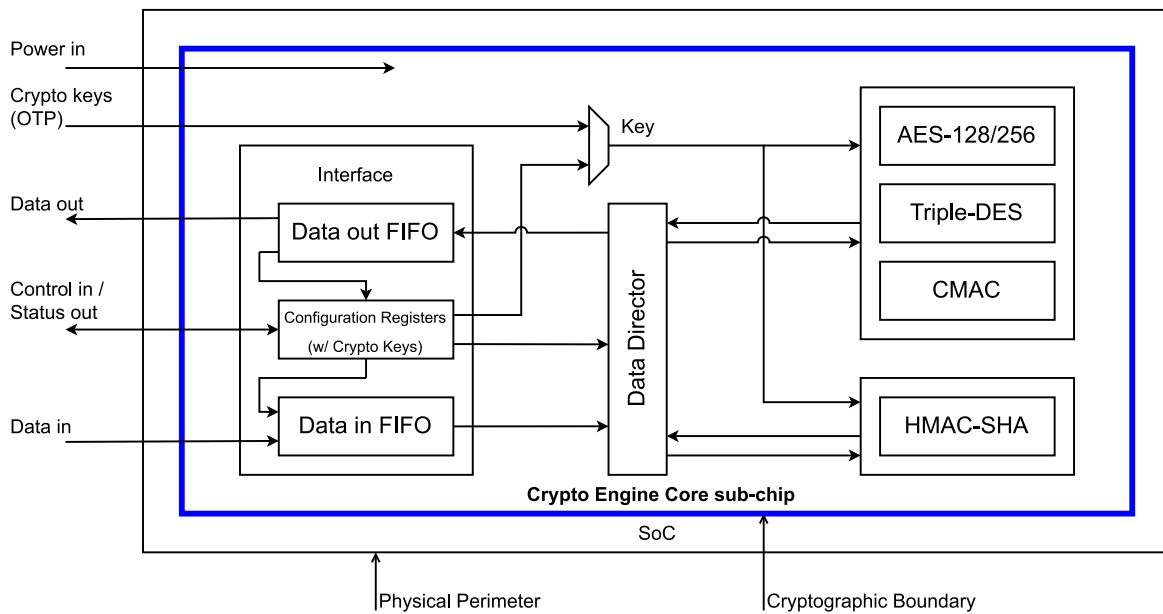 Power in
Crypto keys
(OTP)
Key
AES-128/256
Interface
Triple-DES
Data out
Data out FIFO
CMAC
Control in /
Status out
Configuration Registers
(w/ Crypto Keys)
Data Director
Data in
Data in FIFO
HMAC-SHA
Crypto Engine Core sub-chip
SoC
Physical Perimeter
Cryptographic Boundary